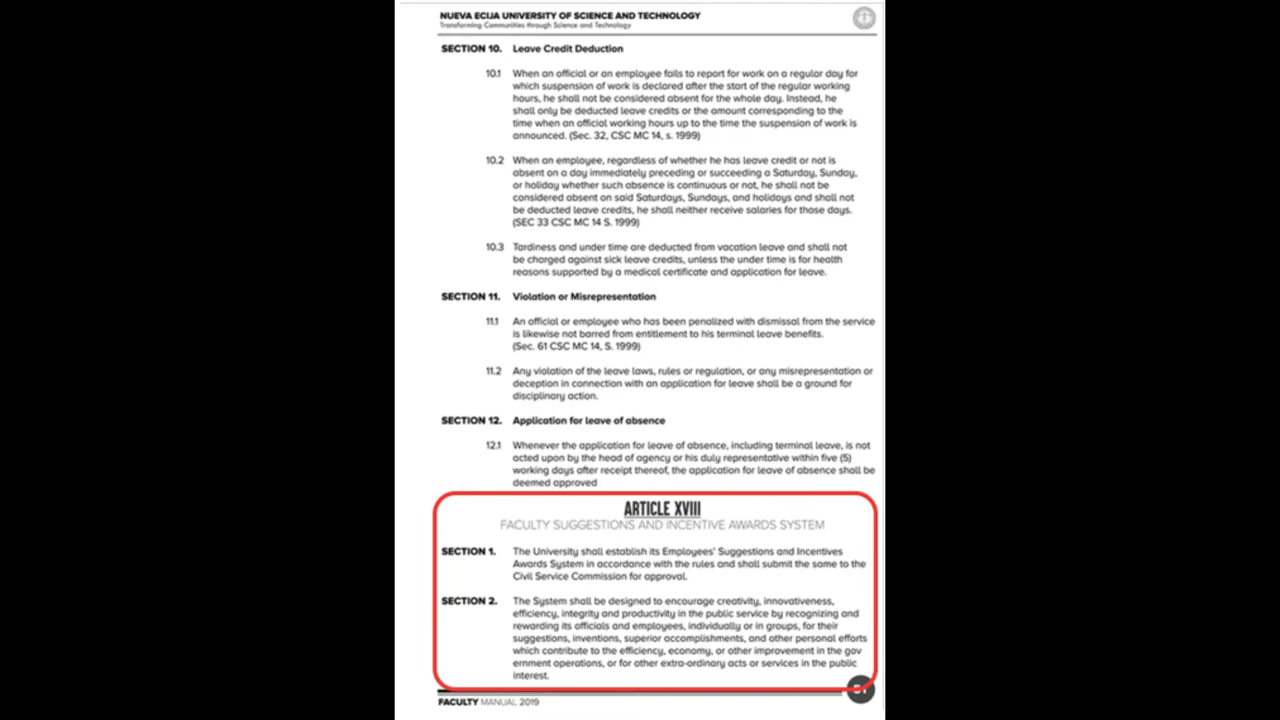 NUEVA ECIJA UNIVERSITY OF SCIENCE AND TECHNOLOGY
Transforming Communities through Science and Technology
SECTION 10. Leave Credit Deduction
10.1 When an official or an employee fails to report for work on a regular day for
which suspension of work is declared after the start of the regular working
hours, he shall not be considered absent for the whole day. Instead, he
shall only be deducted leave credits or the amount corresponding to the
time when an official working hours up to the time the suspension of work is
announced. (Sec. 32, CSC MC 14, s. 1999)
10.2 When an employee, regardless of whether he has leave credit or not is
absent on a day immediately preceding or succeeding a Saturday, Sunday,
or holiday whether such absence is continuous or not, he shall not be
considered absent on said Saturdays, Sundays, and holidays and shall not
be deducted leave credits, he shall neither receive salaries for those days.
(SEC 33 CSC MC 14 S. 1999)
10.3 Tardiness and under time are deducted from vacation leave and shall not
be charged against sick leave credits, unless the under time is for health
reasons supported by a medical certificate and application for leave.
SECTION 11. Violation or Misrepresentation
11.1 An official or employee who has been penalized with dismissal from the service
is likewise not barred from entitlement to his terminal leave benefits.
(Sec. 61 CSC MC 14, S. 1999)
11.2 Any violation of the leave laws, rules or regulation, or any misrepresentation or
deception in connection with an application for leave shall be a ground for
disciplinary action.
SECTION 12. Application for leave of absence
12.1 Whenever the application for leave of absence, including terminal leave, is not
acted upon by the head of agency or his duly representative within five (5)
working days after receipt thereof, the application for leave of absence shall be
deemed approved
ARTICLE XVIII
FACULTY SUGGESTIONS AND INCENTIVE AWARDS SYSTEM
SECTION 1. The University shall establish its Employees' Suggestions and Incentives
Awards System in accordance with the rules and shall submit the same to the
Civil Service Commission for approval.
SECTION 2. The System shall be designed to encourage creativity, innovativeness,
efficiency, integrity and productivity in the public service by recognizing and
rewarding its officials and employees, individually or in groups, for their
suggestions, inventions, superior accomplishments, and other personal efforts
which contribute to the efficiency, economy, or other improvement in the gov
ernment operations, or for other extra-ordinary acts or services in the public
interest.
FACULTY MANUAL 2019